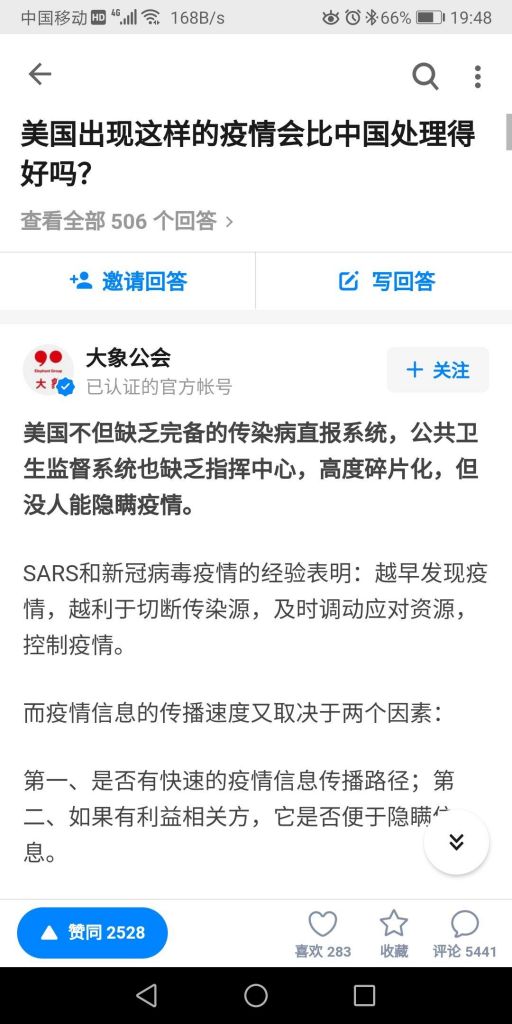 中国移动 HD 4G 168B/s 66% 19:48
美国出现这样的疫情会比中国处理得
好吗？
查看全部 506 个回答 >
邀请回答 写回答
大象公会
Elephant Group
大
已认证的官方帐号
+ 关注
美国不但缺乏完备的传染病直报系统，公共卫
生监督系统也缺乏指挥中心，高度碎片化，但
没人能隐瞒疫情。
SARS和新冠病毒疫情的经验表明：越早发现疫
情，越利于切断传染源，及时调动应对资源，
控制疫情。
而疫情信息的传播速度又取决于两个因素：
第一、是否有快速的疫情信息传播路径；第
二、如果有利益相关方，它是否便于隐瞒
息。
赞同 2528
喜欢 283 收藏 评论 5441